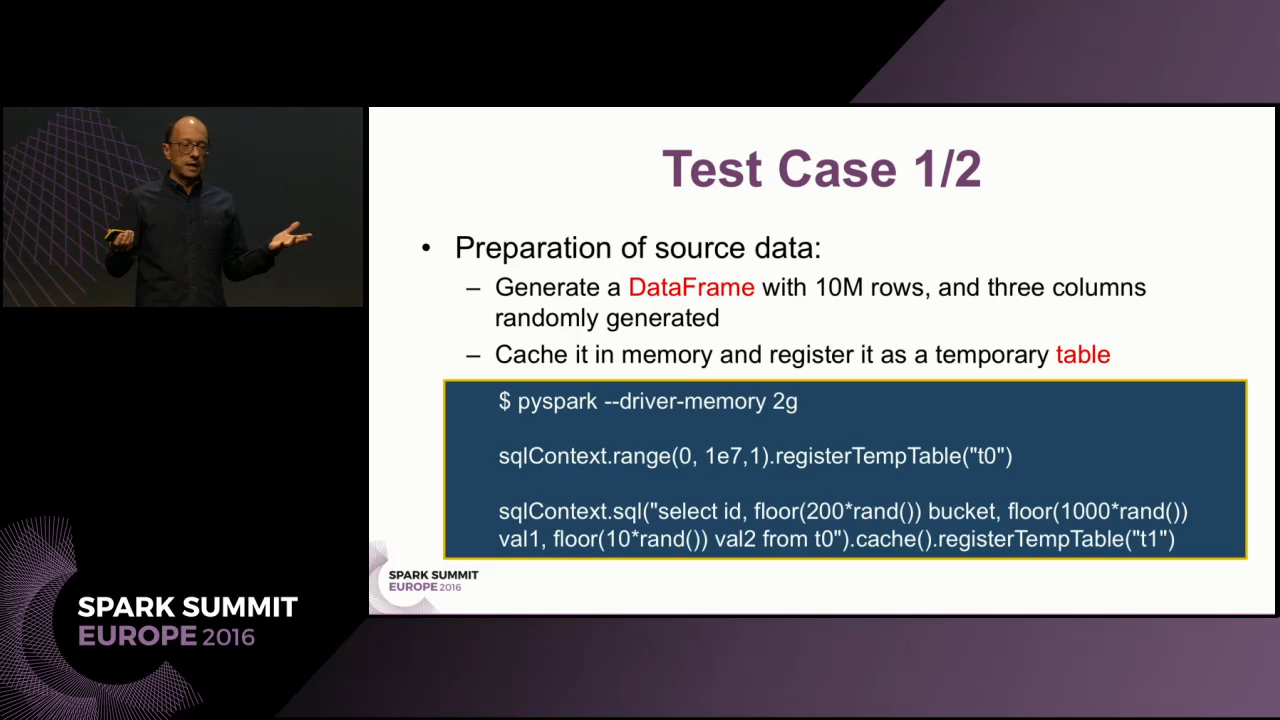 Test Case 1/2
• Preparation of source data:
– Generate a DataFrame with 10M rows, and three columns
randomly generated
– Cache it in memory and register it as a temporary table
$ pyspark --driver-memory 2g
sqlContext.range(0, 1e7,1).registerTempTable("t0")
sqlContext.sql("select id, floor(200*rand()) bucket, floor(1000*rand())
val1, floor(10*rand()) val2 from t0").cache().registerTempTable("t1")
SPARK SUMMIT
EUROPE 2016
SPARK SUMMIT
EUROPE 2016